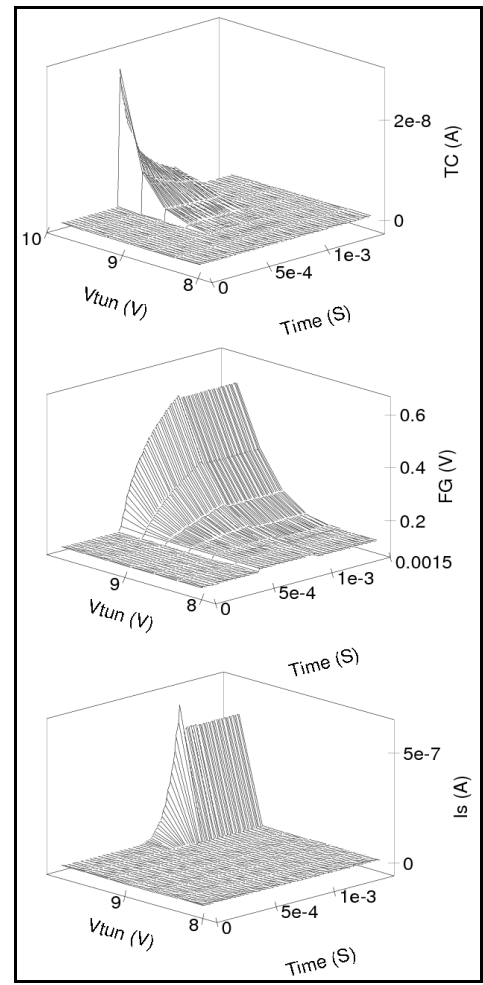 2e-8
TC (A)
0
10
9
8
0
5e-4
1e-3
Vtun (V)
Time (S)
0.6
0.4
FG (V)
0.2
0.0015
9
8
0
5e-4
1e-3
Vtun (V)
Time (S)
5e-7
Is (A)
0
9
8
0
5e-4
1e-3
Vtun (V)
Time (S)